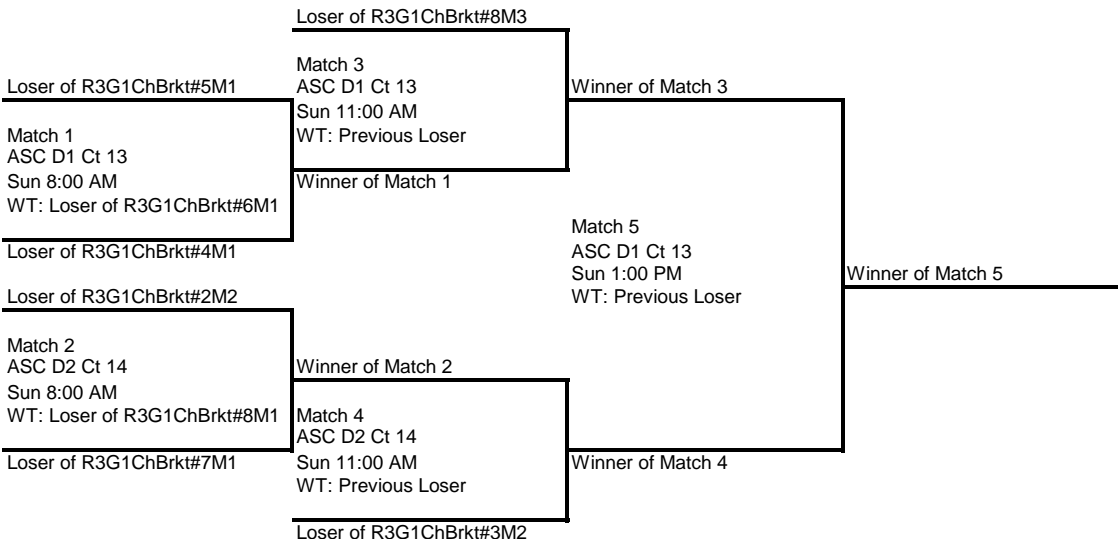 Loser of R3G1ChBrkt#8M3
Match 3
ASC D1 Ct 13
Sun 11:00 AM
WT: Previous Loser
Loser of R3G1ChBrkt#5M1
Winner of Match 3
Match 1
ASC D1 Ct 13
Sun 8:00 AM
WT: Loser of R3G1ChBrkt#6M1
Winner of Match 1
Loser of R3G1ChBrkt#4M1
Match 5
ASC D1 Ct 13
Sun 1:00 PM
WT: Previous Loser
Winner of Match 5
Loser of R3G1ChBrkt#2M2
Match 2
ASC D2 Ct 14
Sun 8:00 AM
WT: Loser of R3G1ChBrkt#8M1
Winner of Match 2
Loser of R3G1ChBrkt#7M1
Match 4
ASC D2 Ct 14
Sun 11:00 AM
WT: Previous Loser
Winner of Match 4
Loser of R3G1ChBrkt#3M2